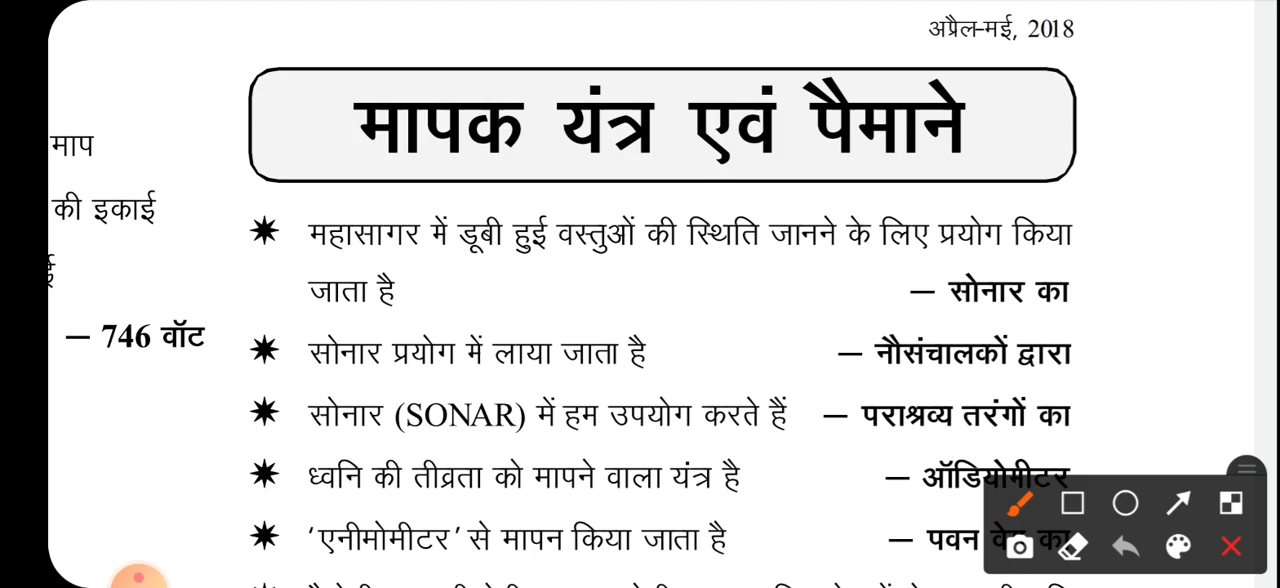 अप्रैल-मई, 2018
मापक यंत्र एवं पैमाने
माप
की इकाई
– 746 वॉट
✷ महासागर में डूबी हुई वस्तुओं की स्थिति जानने के लिए प्रयोग किया
जाता है – सोनार का
✷ सोनार प्रयोग में लाया जाता है – नौसंचालकों द्वारा
✷ सोनार (SONAR) में हम उपयोग करते हैं – पराश्रव्य तरंगों का
✷ ध्वनि की तीव्रता को मापने वाला यंत्र है – ऑडियोमीटर
✷ ‘एनीमोमीटर’ से मापन किया जाता है – पवन वेग का